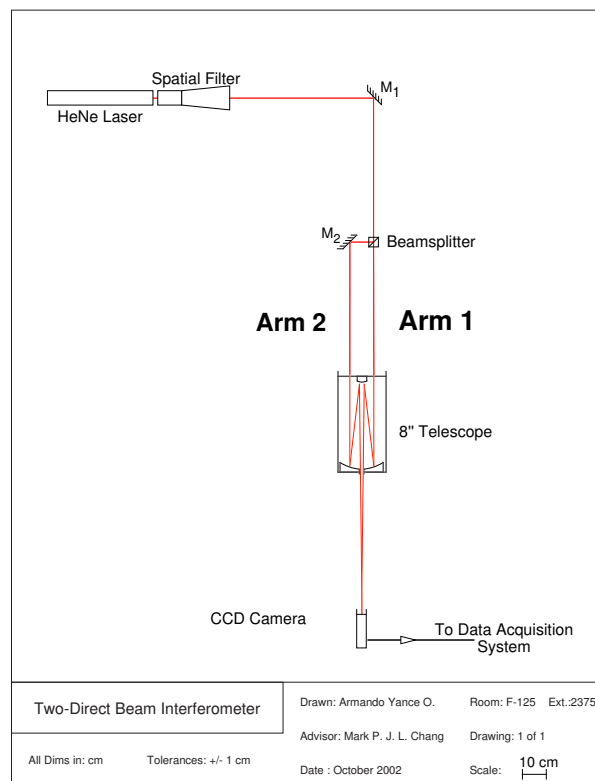 Spatial Filter
M1
HeNe Laser
M2
Beamsplitter
Arm 2
Arm 1
8" Telescope
CCD Camera
To Data Acquisition
System
Two-Direct Beam Interferometer
Drawn: Armando Yance O.
Room: F-125 Ext.:2375
Advisor: Mark P. J. L. Chang
Drawing: 1 of 1
All Dims in: cm
Tolerances: +/- 1 cm
Date : October 2002
Scale:
10 cm